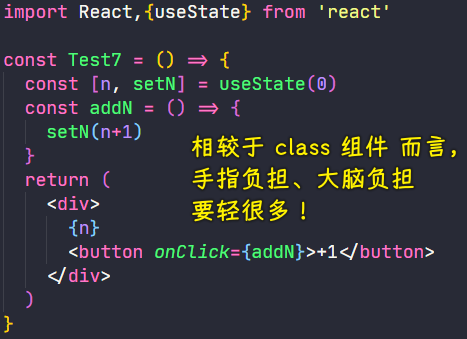 import React,{useState} from 'react'
const Test7 = () => {
const [n, setN] = useState(0)
const addN = () => {
setN(n+1)
}
相较于 class 组件 而言，
手指负担、大脑负担
要轻很多！
return (
<div>
{n}
<button onClick={addN}>+1</button>
</div>
)
}